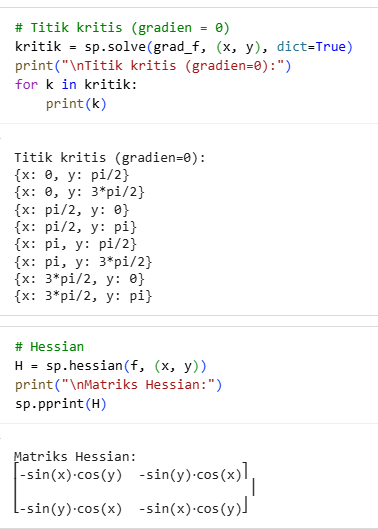 # Titik kritis (gradien = 0)
kritik = sp.solve(grad_f, (x, y), dict=True)
print("\nTitik kritis (gradien=0):")
for k in kritik:
    print(k)
Titik kritis (gradien=0):
{x: 0, y: pi/2}
{x: 0, y: 3*pi/2}
{x: pi/2, y: 0}
{x: pi/2, y: pi}
{x: pi, y: pi/2}
{x: pi, y: 3*pi/2}
{x: 3*pi/2, y: 0}
{x: 3*pi/2, y: pi}
# Hessian
H = sp.hessian(f, (x, y))
print("\nMatriks Hessian:")
sp.pprint(H)
Matriks Hessian:
⎡-sin(x)⋅cos(y)  -sin(y)⋅cos(x)⎤
⎢                              ⎥
⎣-sin(y)⋅cos(x)  -sin(x)⋅cos(y)⎦